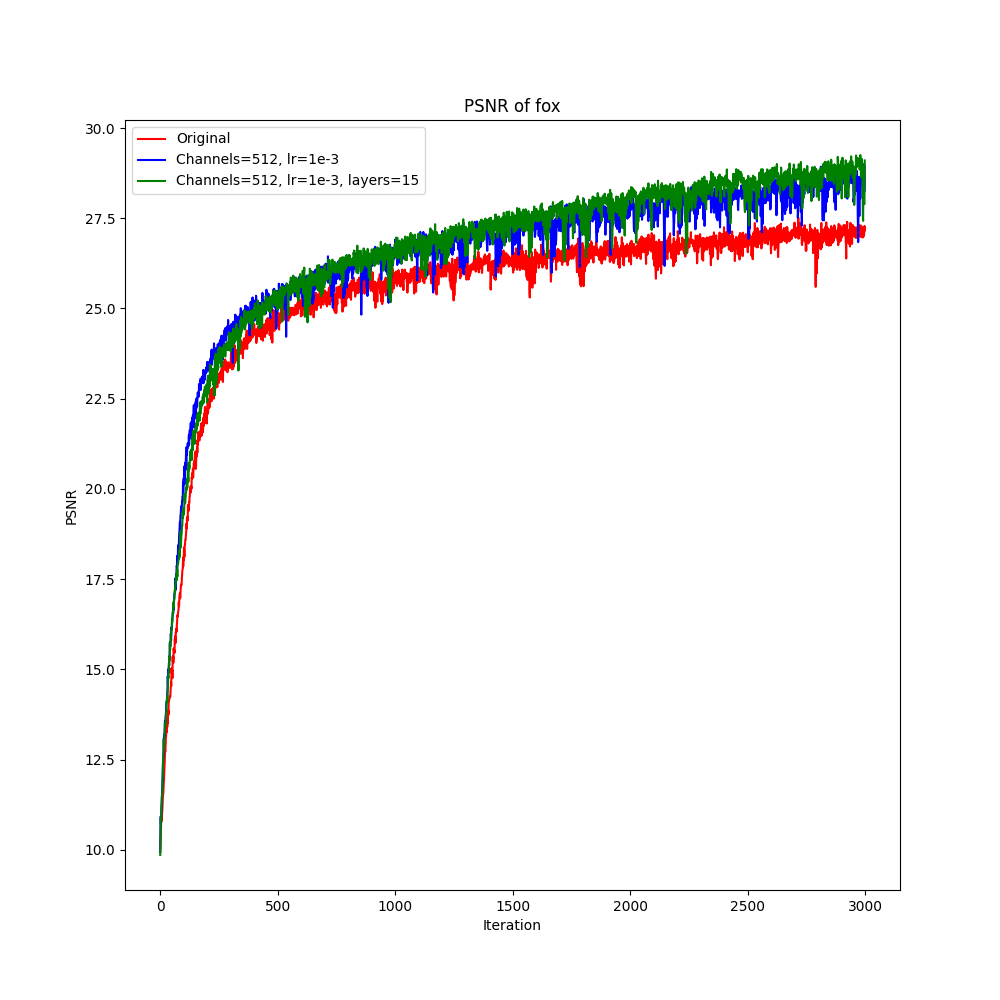 PSNR of fox
Original
Channels=512, lr=1e-3
Channels=512, lr=1e-3, layers=15
30.0
27.5
25.0
22.5
20.0
17.5
15.0
12.5
10.0
PSNR
0 500 1000 1500 2000 2500 3000
Iteration